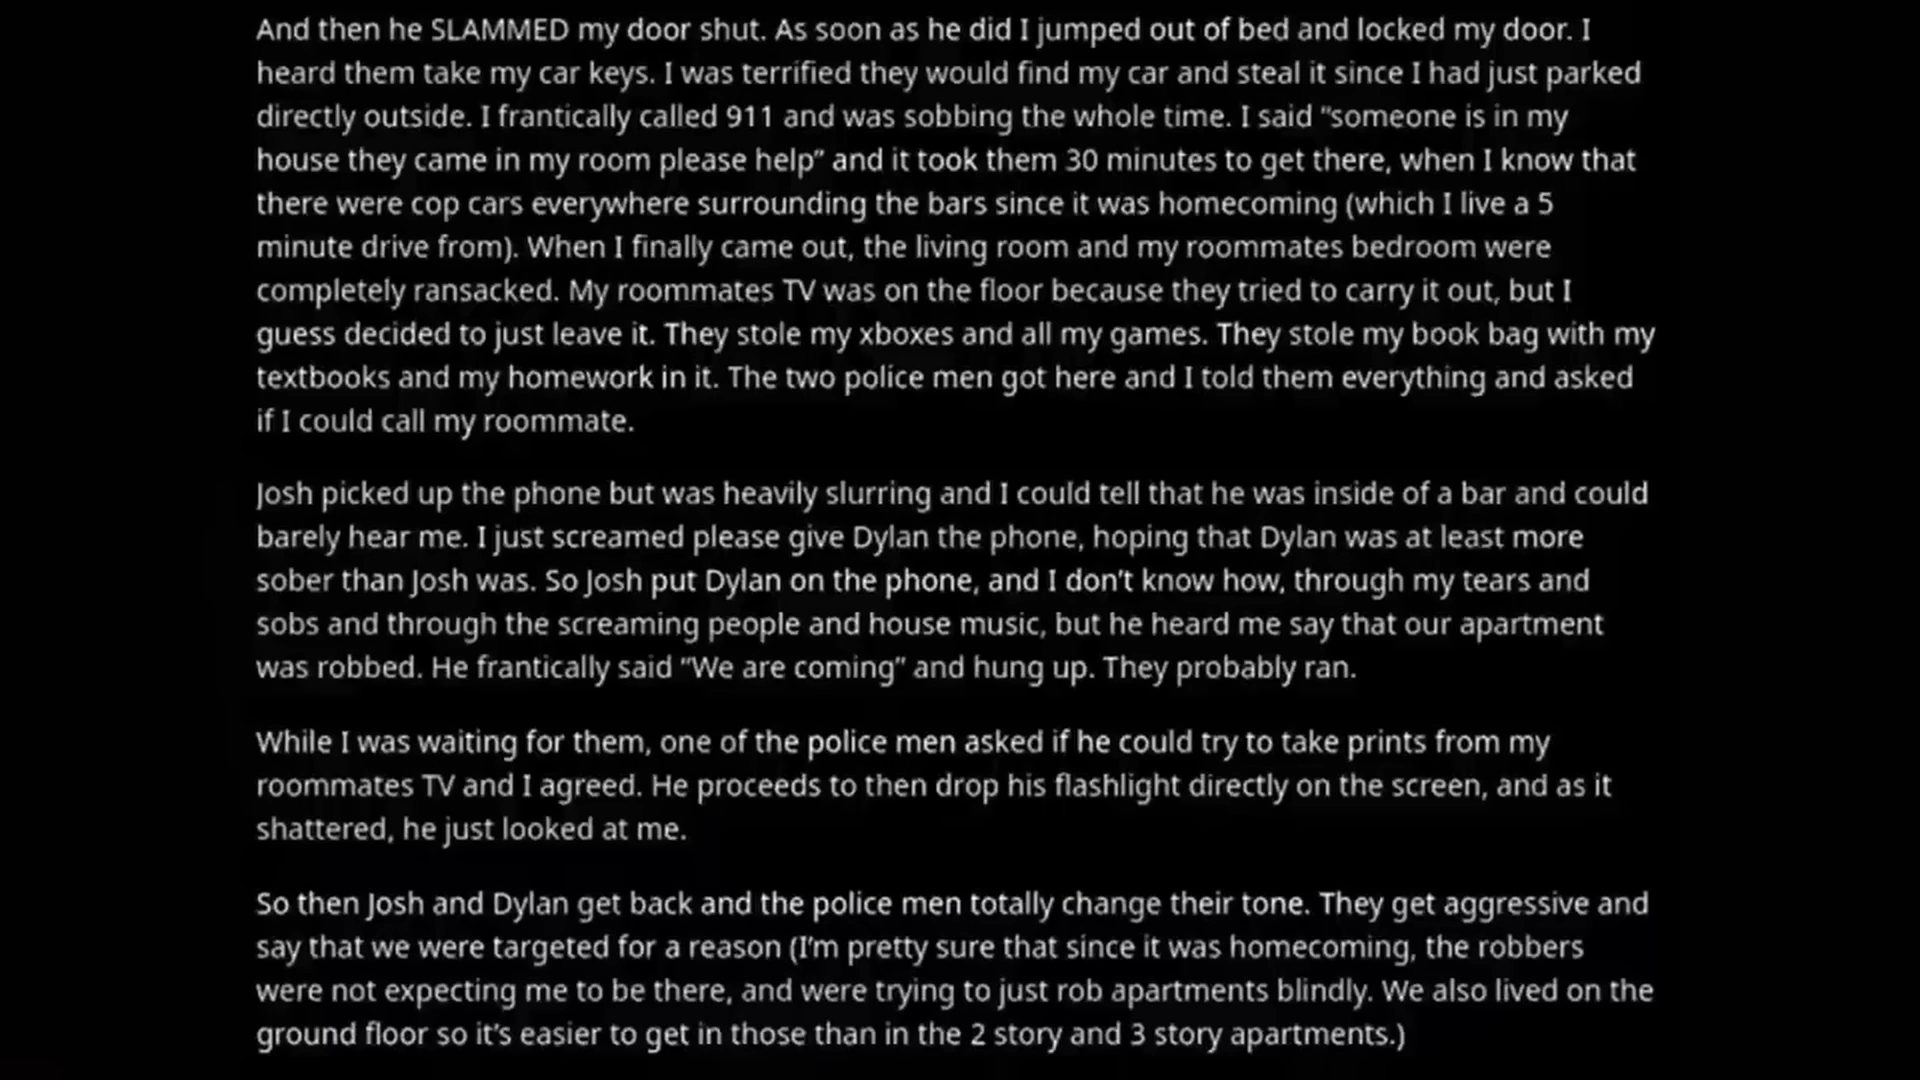 And then he SLAMMED my door shut. As soon as he did I jumped out of bed and locked my door. I
heard them take my car keys. I was terrified they would find my car and steal it since I had just parked
directly outside. I frantically called 911 and was sobbing the whole time. I said “someone is in my
house they came in my room please help” and it took them 30 minutes to get there, when I know that
there were cop cars everywhere surrounding the bars since it was homecoming (which I live a 5
minute drive from). When I finally came out, the living room and my roommates bedroom were
completely ransacked. My roommates TV was on the floor because they tried to carry it out, but I
guess decided to just leave it. They stole my xboxes and all my games. They stole my book bag with my
textbooks and my homework in it. The two police men got here and I told them everything and asked
if I could call my roommate.
Josh picked up the phone but was heavily slurring and I could tell that he was inside of a bar and could
barely hear me. I just screamed please give Dylan the phone, hoping that Dylan was at least more
sober than Josh was. So Josh put Dylan on the phone, and I don’t know how, through my tears and
sobs and through the screaming people and house music, but he heard me say that our apartment
was robbed. He frantically said “We are coming” and hung up. They probably ran.
While I was waiting for them, one of the police men asked if he could try to take prints from my
roommates TV and I agreed. He proceeds to then drop his flashlight directly on the screen, and as it
shattered, he just looked at me.
So then Josh and Dylan get back and the police men totally change their tone. They get aggressive and
say that we were targeted for a reason (I’m pretty sure that since it was homecoming, the robbers
were not expecting me to be there, and were trying to just rob apartments blindly. We also lived on the
ground floor so it’s easier to get in those than in the 2 story and 3 story apartments.)